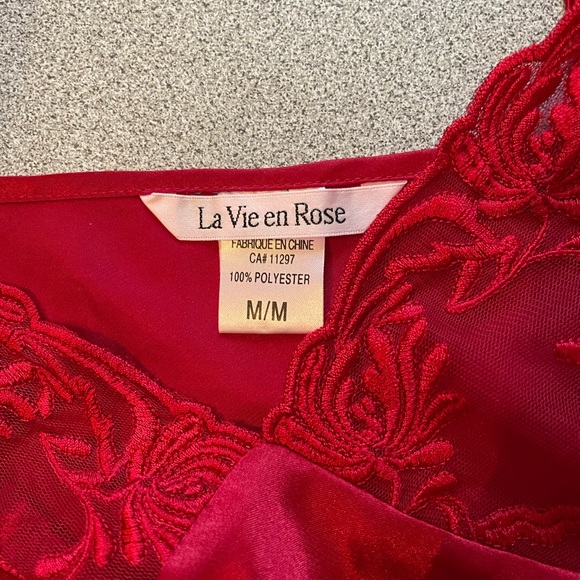 La Vie en Rose
FABRIQUE EN CHINE
CA# 11297
100% POLYESTER
M/M